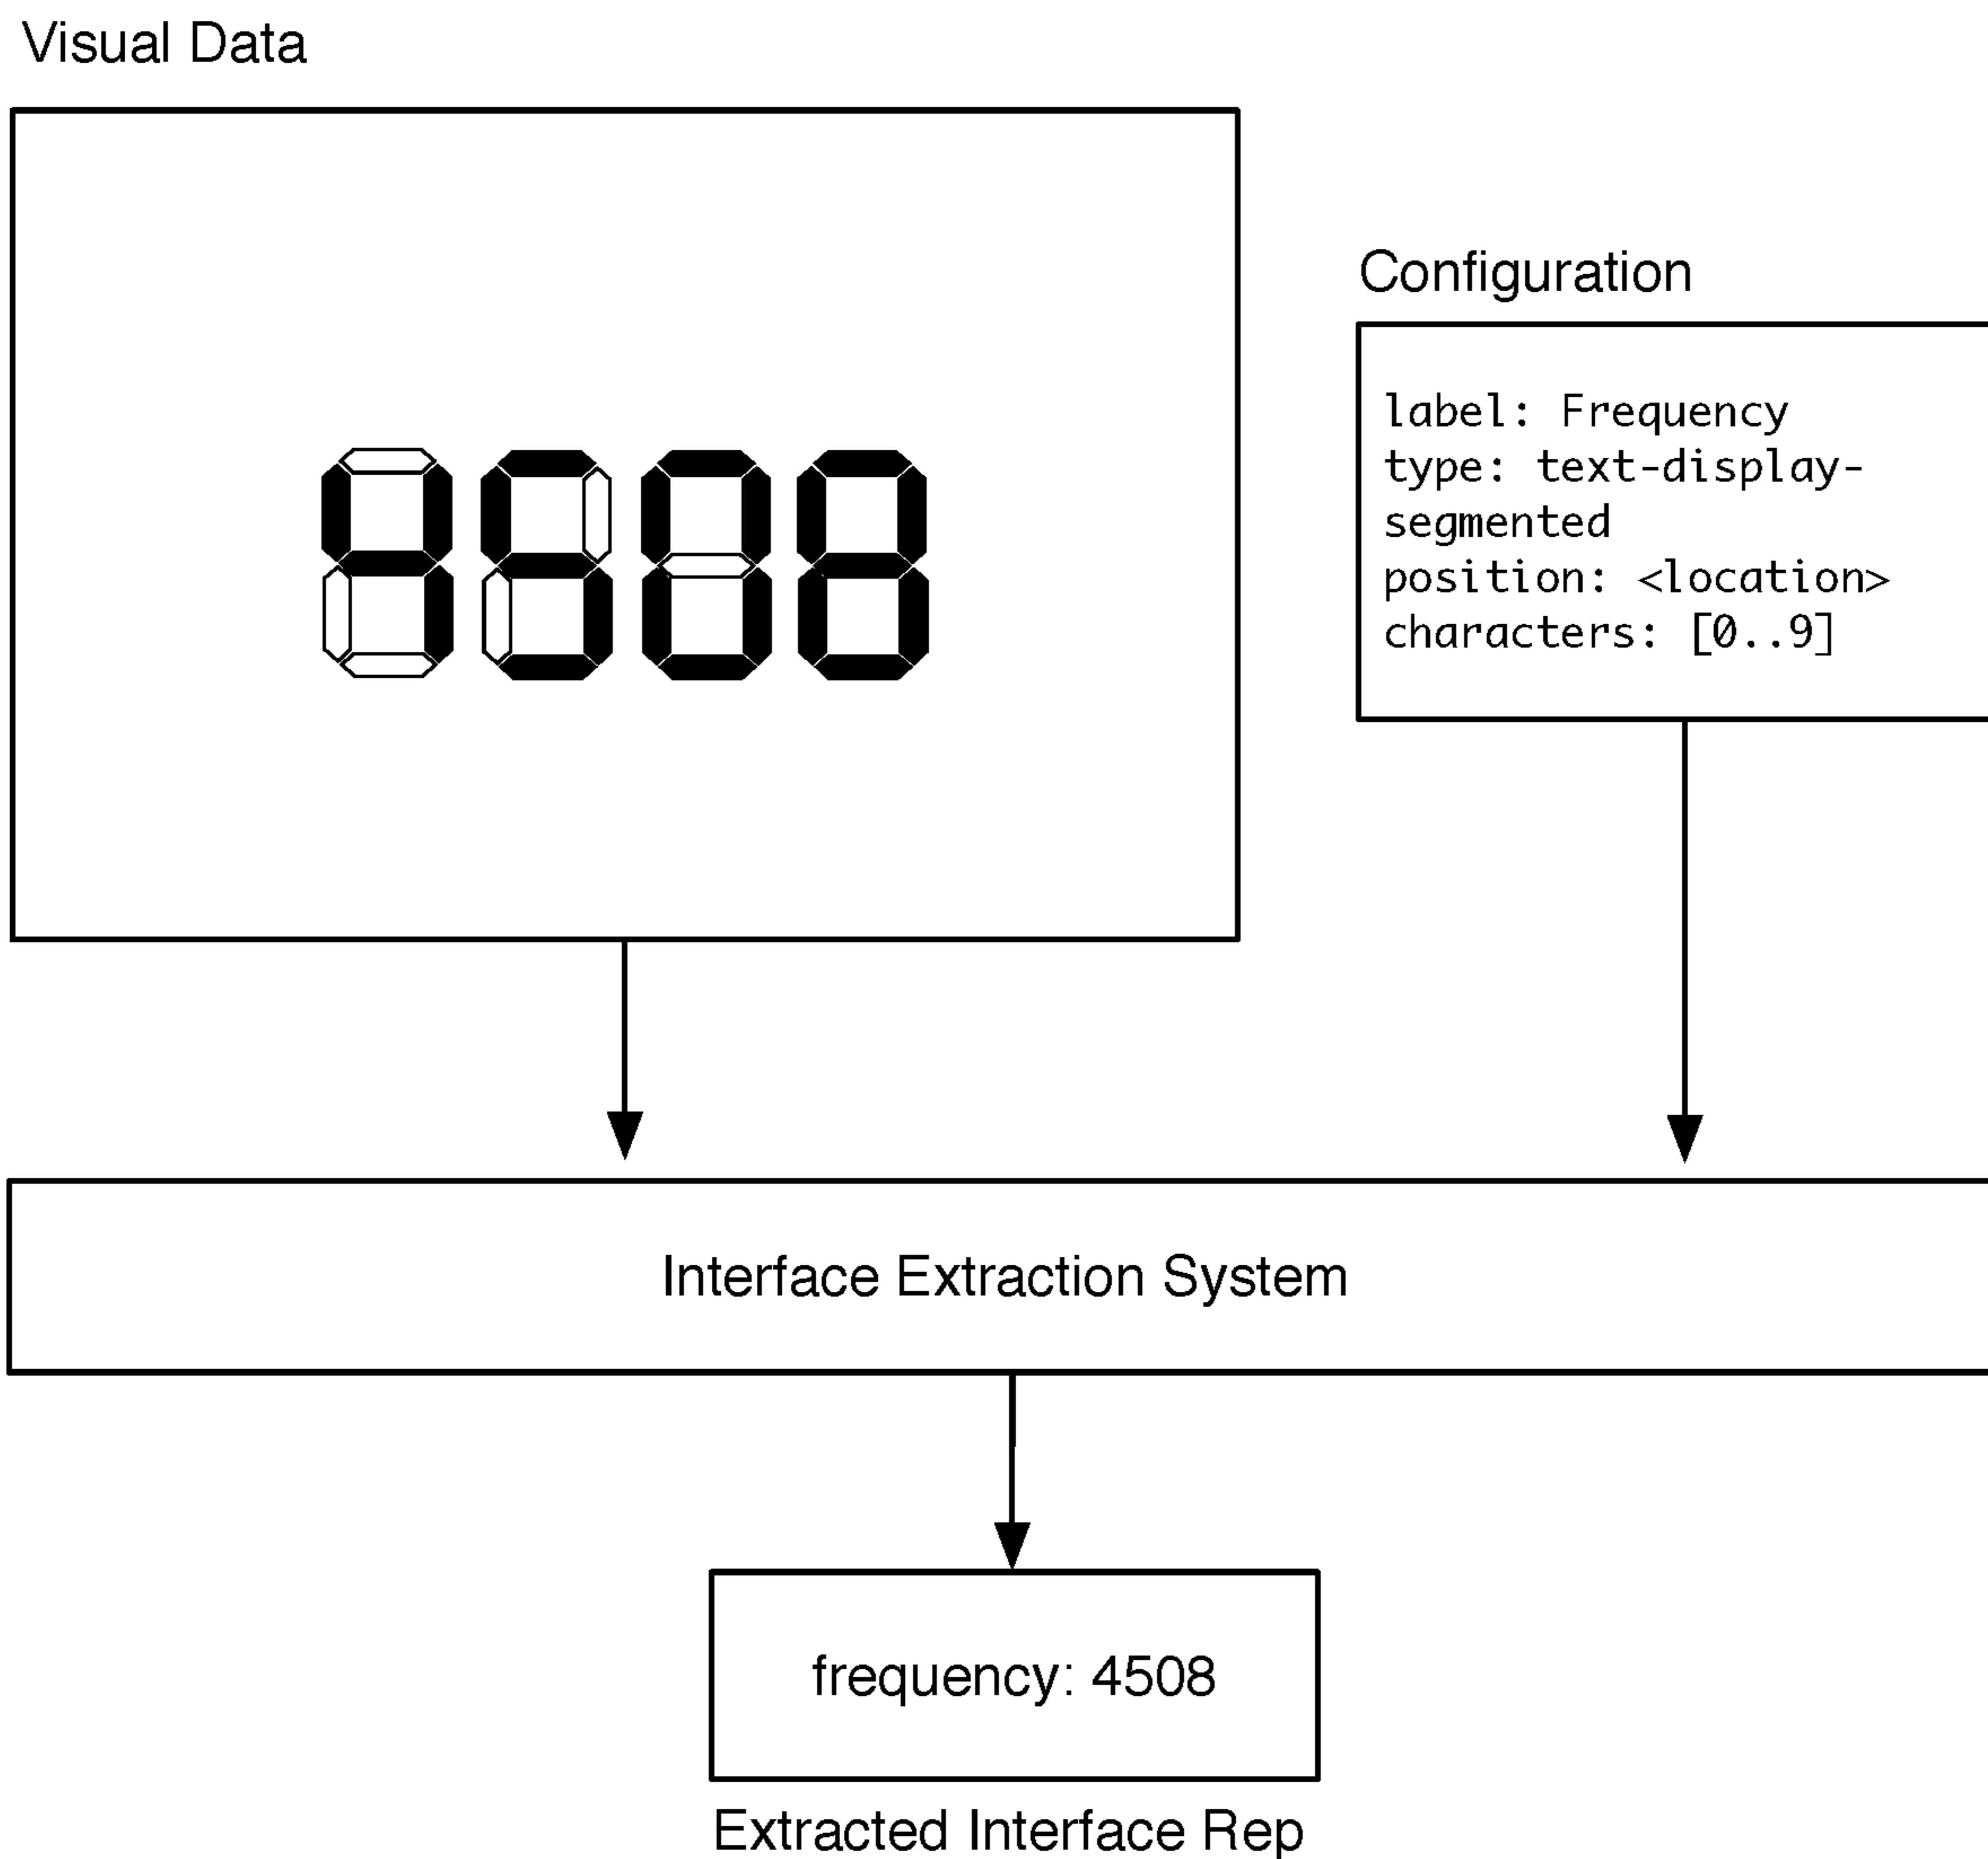 Visual Data
4508
Configuration
label: Frequency
type: text-display-
segmented
position: <location>
characters: [0..9]
Interface Extraction System
frequency: 4508
Extracted Interface Rep